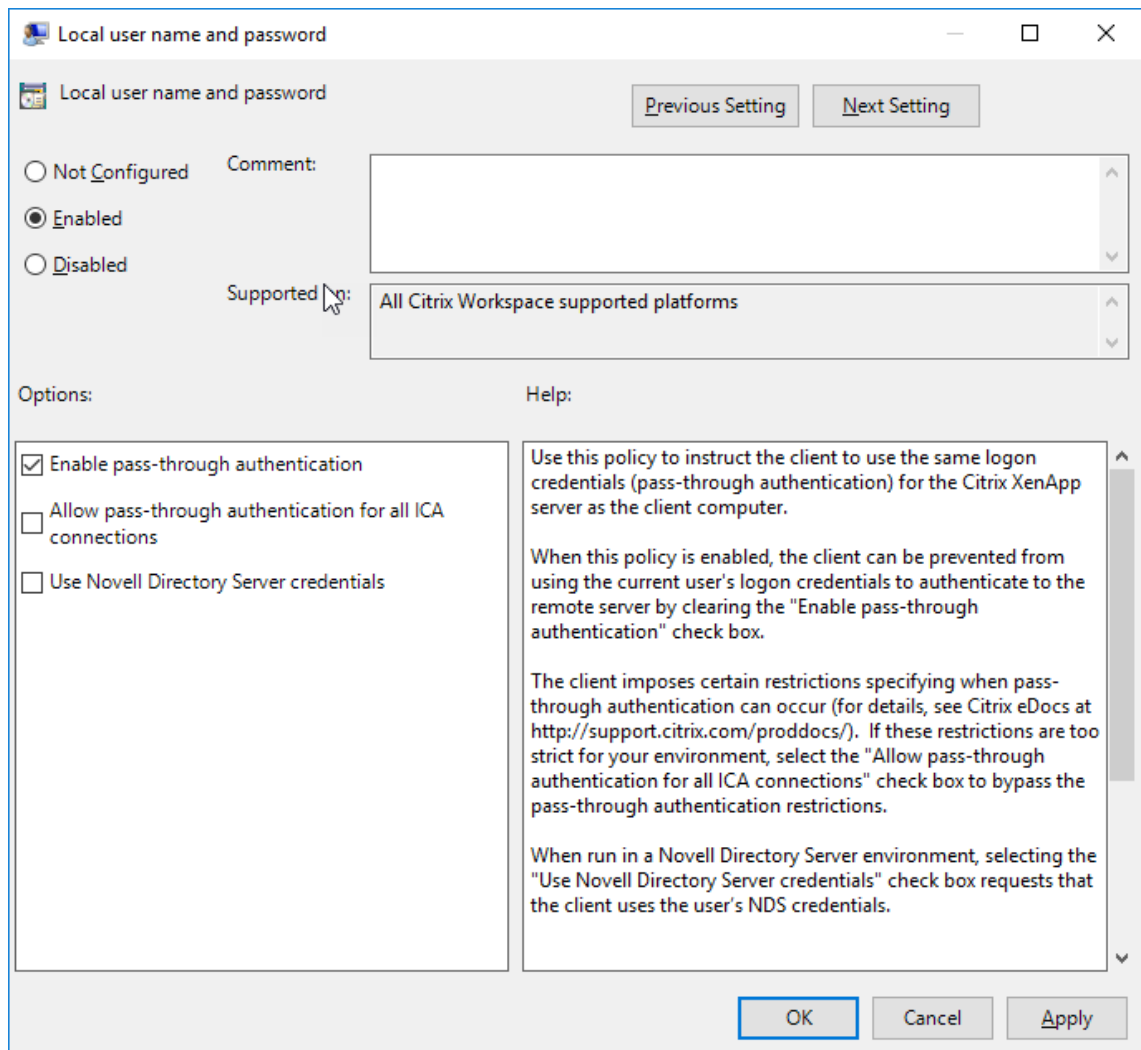 Local user name and password
Local user name and password
Previous Setting
Next Setting
Not Configured
Comment:
Enabled
Disabled
Supported on:
All Citrix Workspace supported platforms
Options:
Help:
Enable pass-through authentication
Allow pass-through authentication for all ICA
connections
Use Novell Directory Server credentials
Use this policy to instruct the client to use the same logon
credentials (pass-through authentication) for the Citrix XenApp
server as the client computer.
When this policy is enabled, the client can be prevented from
using the current user's logon credentials to authenticate to the
remote server by clearing the "Enable pass-through
authentication" check box.
The client imposes certain restrictions specifying when pass-
through authentication can occur (for details, see Citrix eDocs at
http://support.citrix.com/proddocs/).  If these restrictions are too
strict for your environment, select the "Allow pass-through
authentication for all ICA connections" check box to bypass the
pass-through authentication restrictions.
When run in a Novell Directory Server environment, selecting the
"Use Novell Directory Server credentials" check box requests that
the client uses the user's NDS credentials.
OK
Cancel
Apply